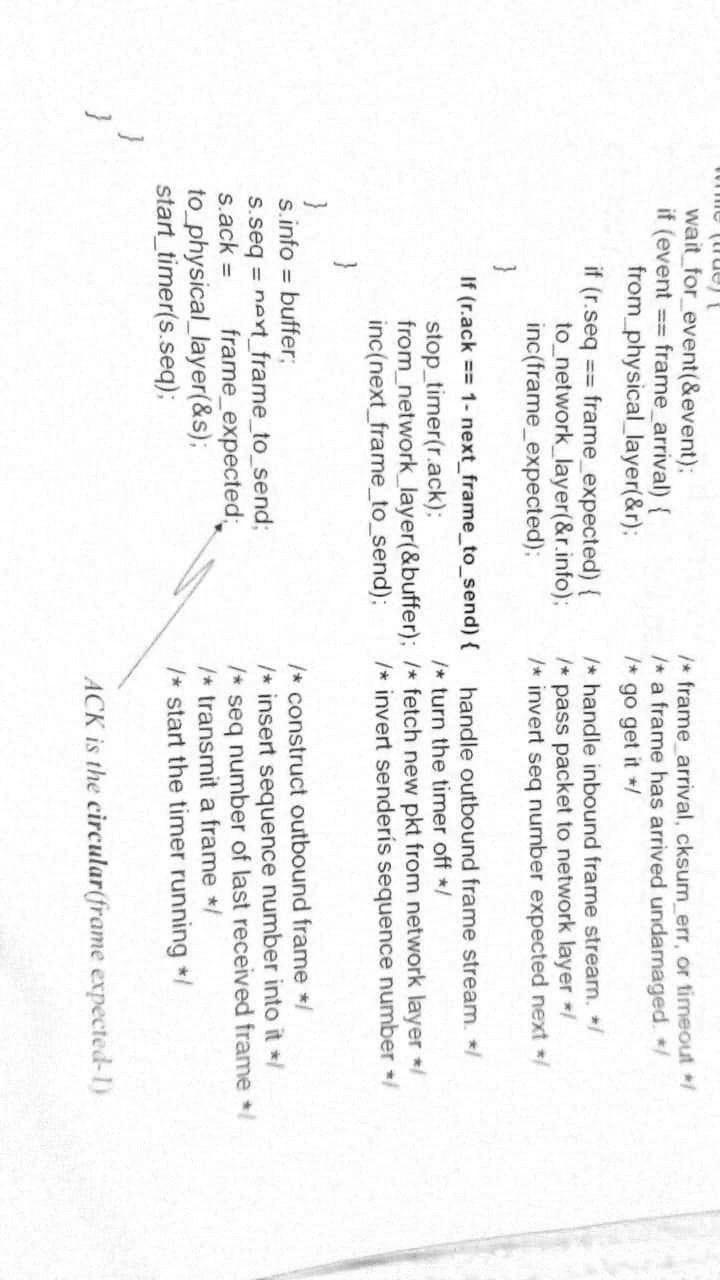 while (true) {
wait_for_event(&event); /* frame_arrival, cksum_err, or timeout */
if (event == frame_arrival) { /* a frame has arrived undamaged. */
from_physical_layer(&r); /* go get it */
if (r.seq == frame_expected) { /* handle inbound frame stream. */
to_network_layer(&r.info); /* pass packet to network layer */
inc(frame_expected); /* invert seq number expected next */
}
If (r.ack == 1- next_frame_to_send) { handle outbound frame stream. */
stop_timer(r.ack); /* turn the timer off */
from_network_layer(&buffer); /* fetch new pkt from network layer */
inc(next_frame_to_send); /* invert senderís sequence number */
}
}
s.info = buffer; /* construct outbound frame */
s.seq = next_frame_to_send; /* insert sequence number into it */
s.ack = frame_expected; /* seq number of last received frame */
to_physical_layer(&s); /* transmit a frame */
start_timer(s.seq); /* start the timer running */
}
}
ACK is the circular(frame expected-1)